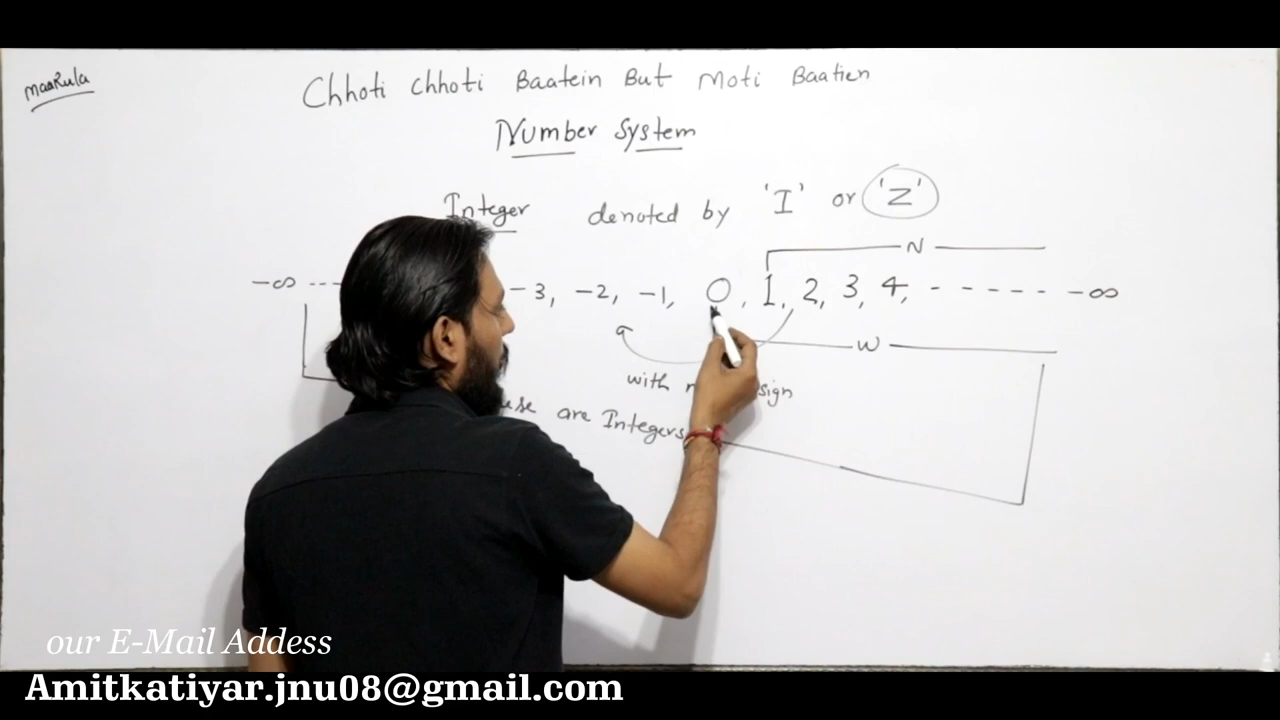 maaRula
Chhoti Chhoti Baatein But Moti Baatien
Number System
Integer denoted by 'I' or 'Z'
N
-∞ --- -3, -2, -1, 0, 1, 2, 3, 4, ------ -∞
W
with sign
are Integers
our E-Mail Addess
Amitkatiyar.jnu08@gmail.com